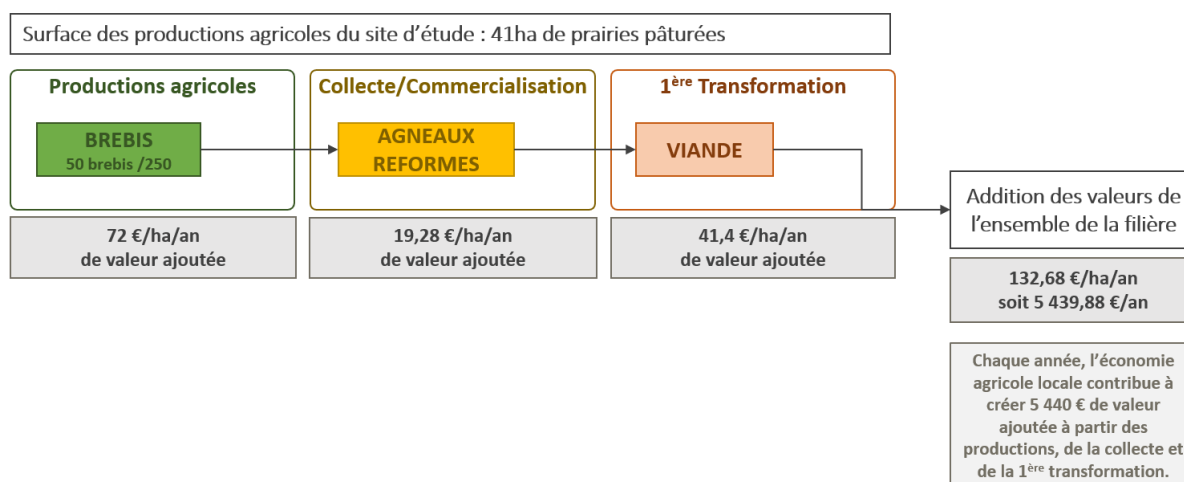 Surface des productions agricoles du site d'étude : 41ha de prairies pâturées
Productions agricoles
BREBIS
50 brebis /250
72 €/ha/an
de valeur ajoutée
Collecte/Commercialisation
AGNEAUX
REFORMES
19,28 €/ha/an
de valeur ajoutée
1ère Transformation
VIANDE
41,4 €/ha/an
de valeur ajoutée
Addition des valeurs de
l'ensemble de la filière
132,68 €/ha/an
soit 5 439,88 €/an
Chaque année, l'économie
agricole locale contribue à
créer 5 440 € de valeur
ajoutée à partir des
productions, de la collecte et
de la 1ère transformation.